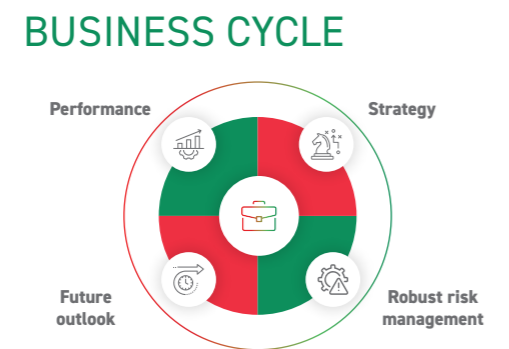 BUSINESS CYCLE
Performance
Strategy
Future
outlook
Robust risk
management